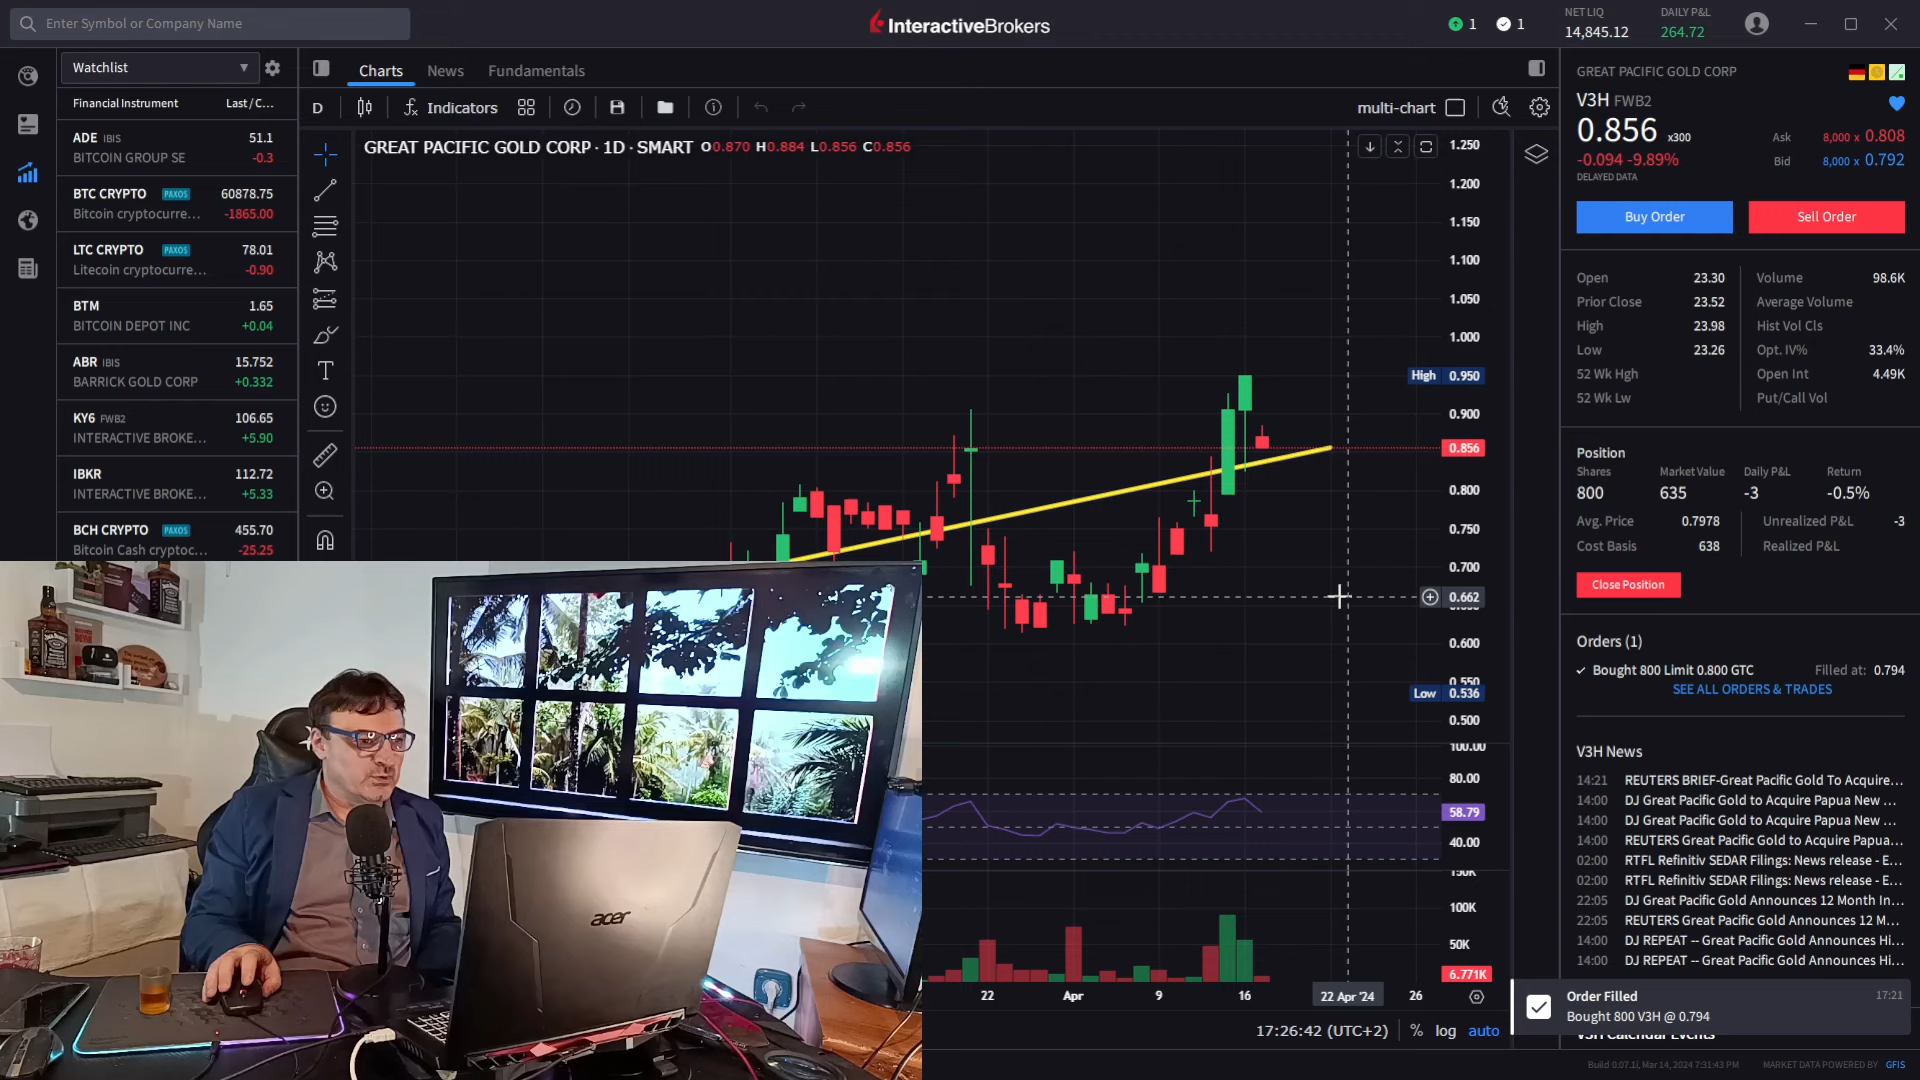 Enter Symbol or Company Name
InteractiveBrokers
1
1
NET LIQ
14,845.12
DAILY P&L
264.72
Watchlist
Financial Instrument Last / C...
ADE IBIS 51.1
BITCOIN GROUP SE -0.3
BTC CRYPTO PAXOS 60878.75
Bitcoin cryptocurre... -1865.00
LTC CRYPTO PAXOS 78.01
Litecoin cryptocurre... -0.90
BTM 1.65
BITCOIN DEPOT INC +0.04
ABR IBIS 15.752
BARRICK GOLD CORP +0.332
KY6 FWB2 106.65
INTERACTIVE BROKE... +5.90
IBKR 112.72
INTERACTIVE BROKE... +5.33
BCH CRYPTO PAXOS 455.70
Bitcoin Cash cryptoc... -25.25
Charts News Fundamentals
D Indicators multi-chart
GREAT PACIFIC GOLD CORP · 1D · SMART O0.870 H0.884 L0.856 C0.856
1.250
1.200
1.150
1.100
1.050
1.000
High 0.950
0.900
0.856
0.800
0.750
0.700
0.662
0.600
0.550
Low 0.536
0.500
100.00
80.00
58.79
40.00
150K
100K
50K
6.771K
22 Apr 9 16 22 Apr '24 26
17:26:42 (UTC+2) % log auto
GREAT PACIFIC GOLD CORP
V3H FWB2
0.856 x300
-0.094 -9.89%
DELAYED DATA
Ask 8,000 x 0.808
Bid 8,000 x 0.792
Buy Order Sell Order
Open 23.30 Volume 98.6K
Prior Close 23.52 Average Volume
High 23.98 Hist Vol Cls
Low 23.26 Opt. IV% 33.4%
52 Wk Hgh Open Int 4.49K
52 Wk Lw Put/Call Vol
Position
Shares Market Value Daily P&L Return
800 635 -3 -0.5%
Avg. Price 0.7978 Unrealized P&L -3
Cost Basis 638 Realized P&L
Close Position
Orders (1)
Bought 800 Limit 0.800 GTC Filled at: 0.794
SEE ALL ORDERS & TRADES
V3H News
14:21 REUTERS BRIEF-Great Pacific Gold To Acquire...
14:00 DJ Great Pacific Gold to Acquire Papua New ...
14:00 DJ Great Pacific Gold to Acquire Papua New ...
14:00 REUTERS Great Pacific Gold to Acquire Papua...
02:00 RTFL Refinitiv SEDAR Filings: News release - E...
02:00 RTFL Refinitiv SEDAR Filings: News release - E...
22:05 DJ Great Pacific Gold Announces 12 Month In...
22:05 REUTERS Great Pacific Gold Announces 12 M...
14:00 DJ REPEAT -- Great Pacific Gold Announces Hi...
14:00 DJ REPEAT -- Great Pacific Gold Announces Hi...
Order Filled 17:21
Bought 800 V3H @ 0.794
V3H Calendar Events
Build 0.07.1i, Mar 14, 2024 7:31:43 PM MARKET DATA POWERED BY GFIS
acer